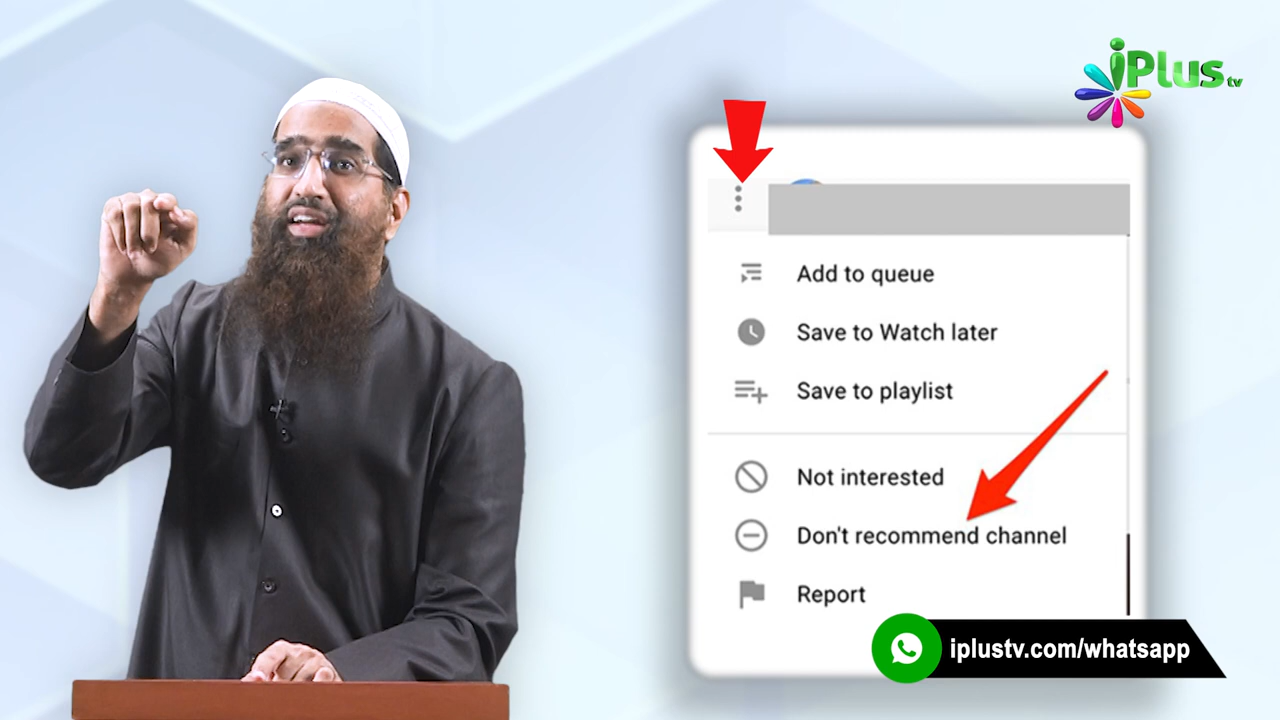 iPlus tv
Add to queue
Save to Watch later
Save to playlist
Not interested
Don't recommend channel
Report
iplustv.com/whatsapp